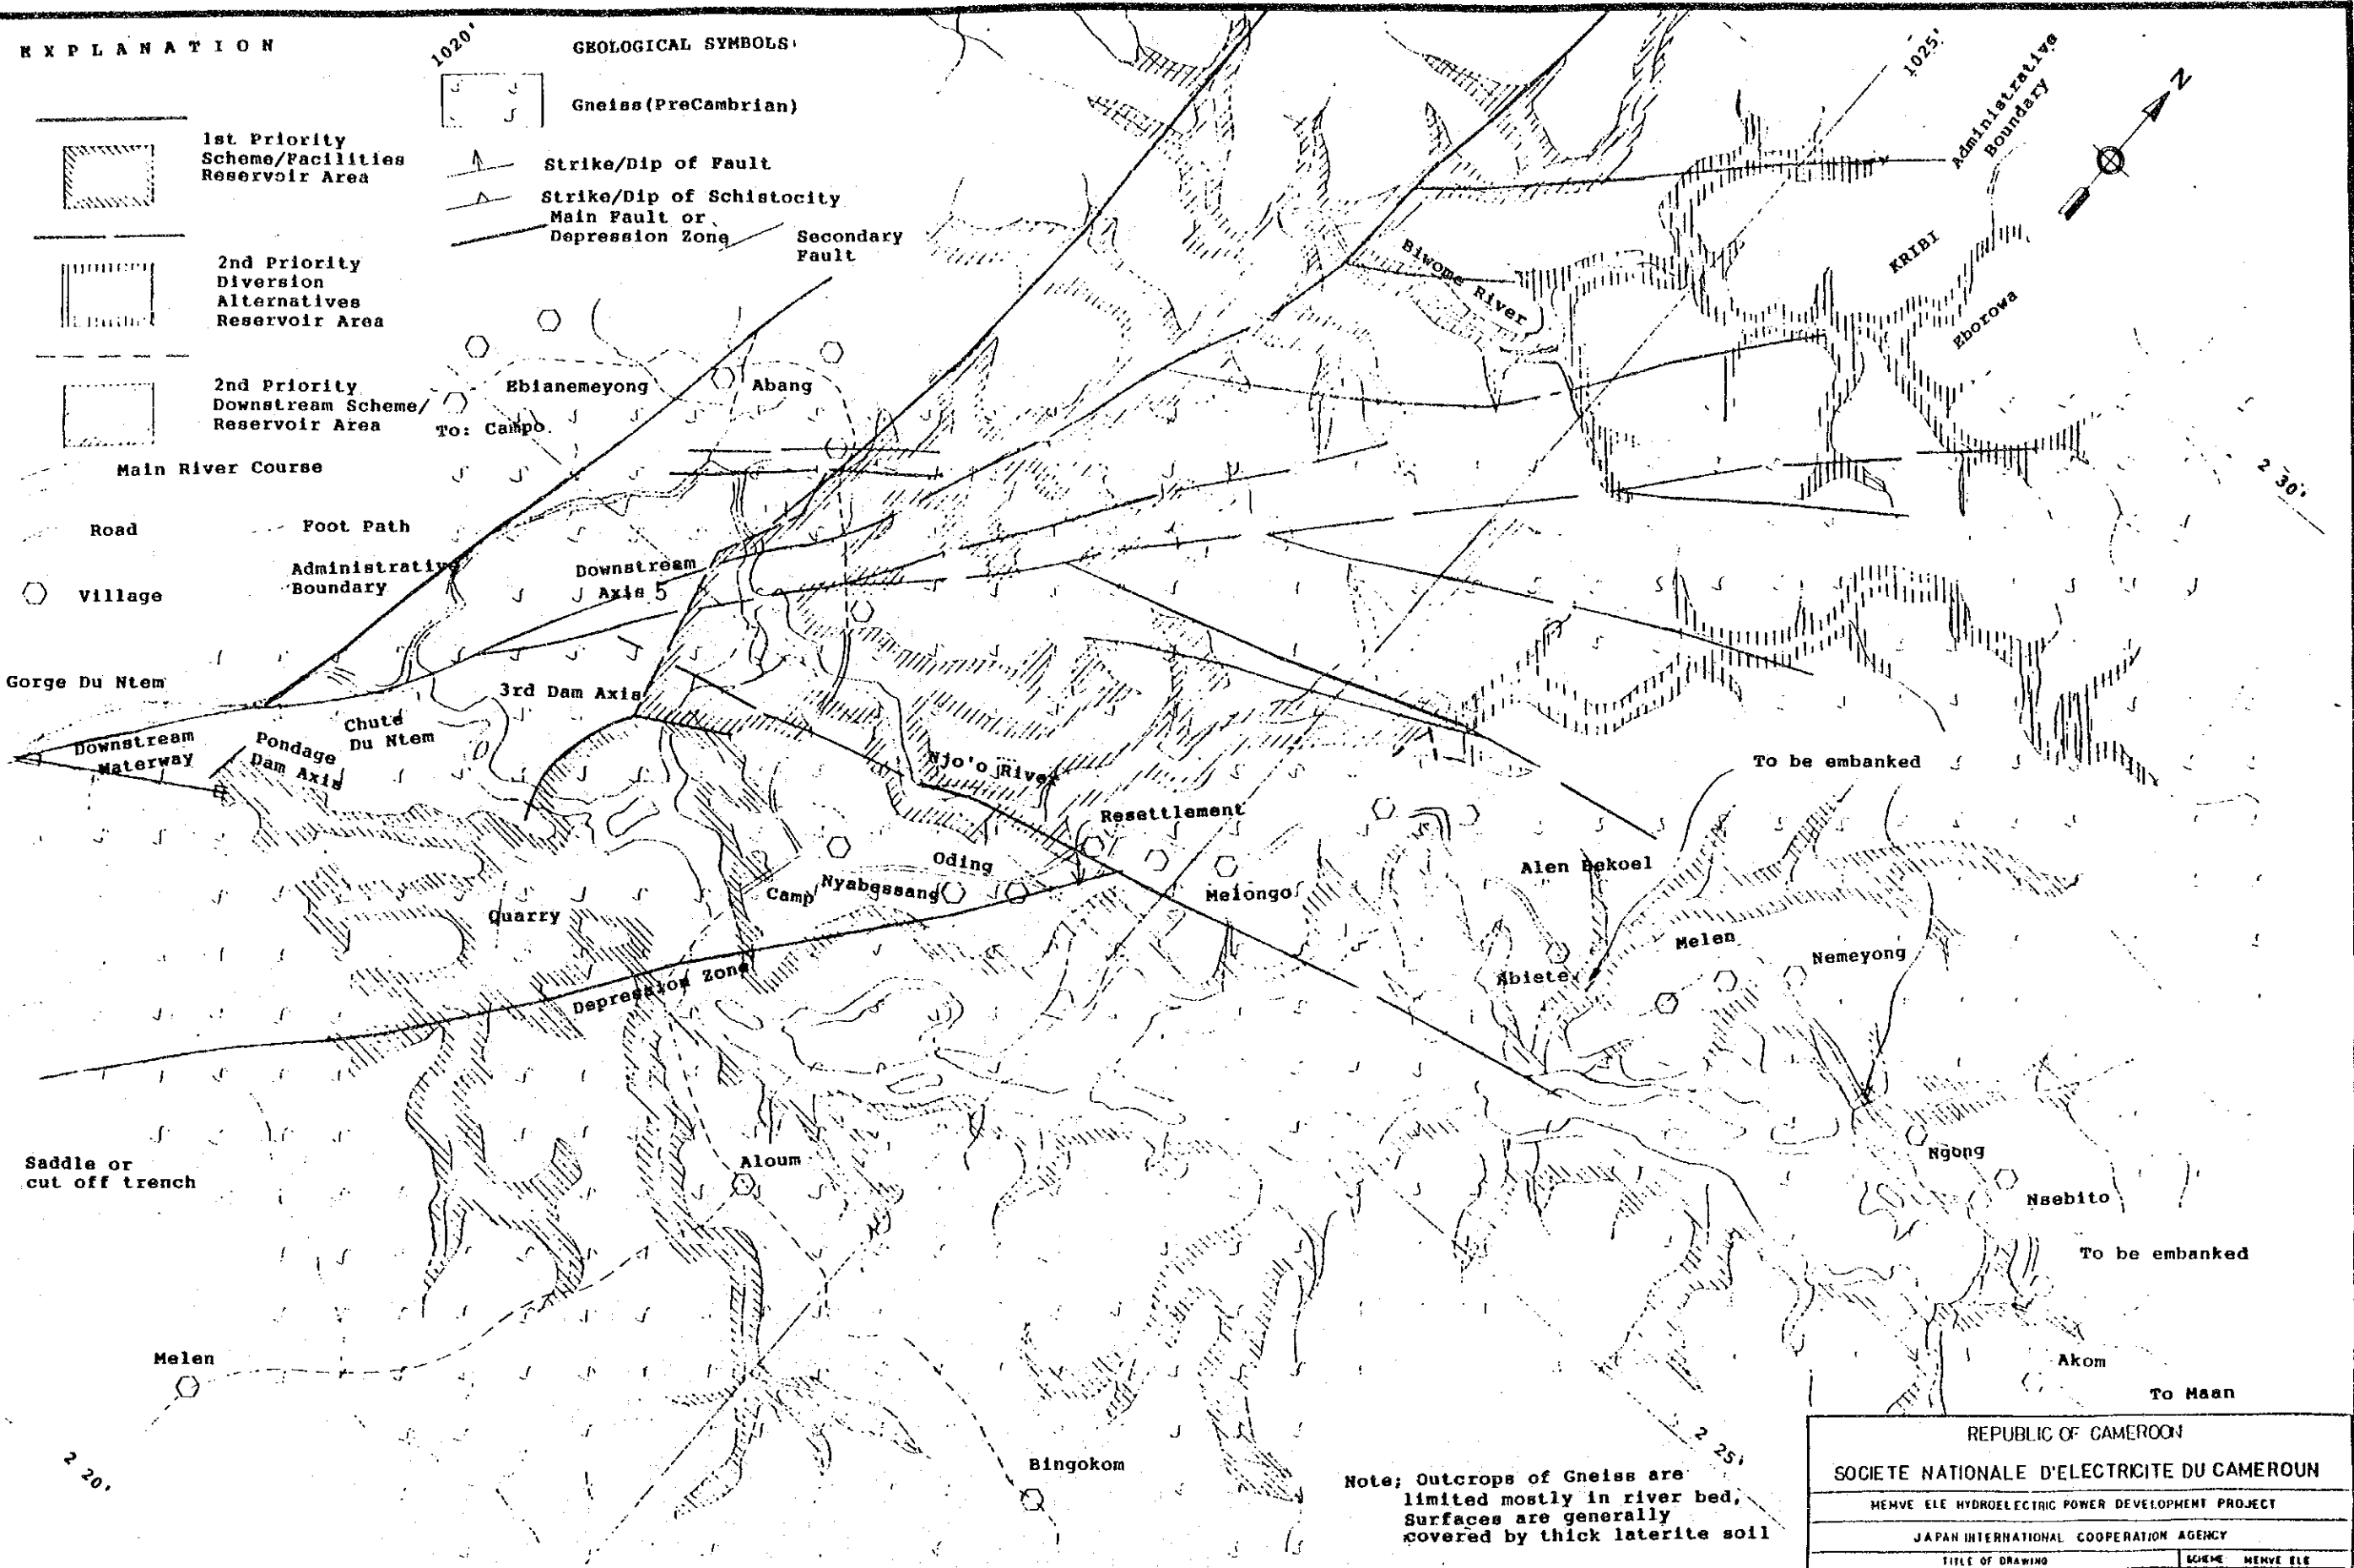 EXPLANATION
1020'
GEOLOGICAL SYMBOLS
Gneiss(PreCambrian)
1st Priority
Scheme/Facilities
Reservoir Area
Strike/Dip of Fault
Strike/Dip of Schistocity
Main Fault or
Depression Zone
Secondary
Fault
2nd Priority
Diversion
Alternatives
Reservoir Area
2nd Priority
Downstream Scheme/
Reservoir Area
Main River Course
Road
Foot Path
Village
Administrative
Boundary
1025'
Administrative
Boundary
N
KRIBI
Eborowa
Biwome River
Ebianemeyong
Abang
To: Campo
2 30'
Downstream
Axis 5
Gorge Du Ntem
3rd Dam Axis
Chute
Du Ntem
Downstream
Waterway
Pondage
Dam Axis
Njo'o River
To be embanked
Resettlement
Oding
Camp
Nyabessang
Meiongo
Alen Bekoel
Quarry
Melen
Nemeyong
Abiete
Depression Zone
Saddle or
cut off trench
Aloum
Ngong
Nsebito
To be embanked
Melen
Akom
To Maan
2 20'
Bingokom
2 25'
Note; Outcrops of Gneiss are
limited mostly in river bed,
Surfaces are generally
covered by thick laterite soil
REPUBLIC OF CAMEROON
SOCIETE NATIONALE D'ELECTRICITE DU CAMEROUN
MEMVE ELE HYDROELECTRIC POWER DEVELOPMENT PROJECT
JAPAN INTERNATIONAL COOPERATION AGENCY
TITLE OF DRAWING
SCHEME MEMVE ELE